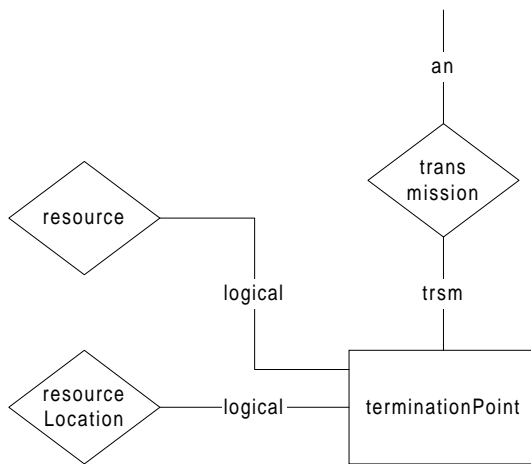 an
trans
mission
resource
logical
trsm
resource
Location
logical
terminationPoint